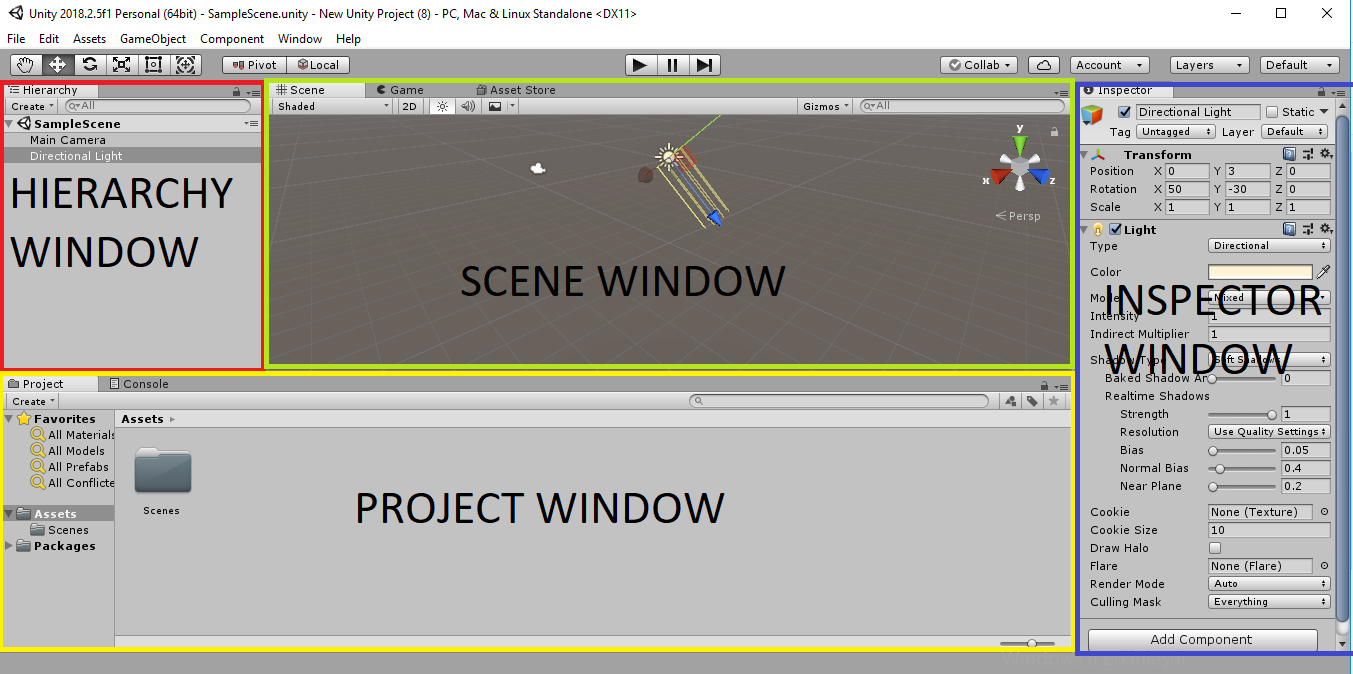 Unity 2018.2.5f1 Personal (64bit) - SampleScene.unity - New Unity Project (8) - PC, Mac & Linux Standalone <DX11>
File Edit Assets GameObject Component Window Help
Pivot Local Collab Account Layers Default
Hierarchy
Create All
SampleScene
Main Camera
Directional Light
HIERARCHY
WINDOW
Scene Game Asset Store
Shaded 2D Gizmos All
y
x z
Persp
SCENE WINDOW
Project Console
Create
Favorites
All Materials
All Models
All Prefabs
All Conflicte
Assets
Scenes
Packages
Assets
Scenes
PROJECT WINDOW
Inspector
Directional Light Static
Tag Untagged Layer Default
Transform
Position X 0 Y 3 Z 0
Rotation X 50 Y -30 Z 0
Scale X 1 Y 1 Z 1
Light
Type Directional
Color
Mode Mixed
INSPECTOR
Intensity 1
Indirect Multiplier 1
WINDOW
Shadow Type Soft Shadows
Baked Shadow An 0
Realtime Shadows
Strength 1
Resolution Use Quality Settings
Bias 0.05
Normal Bias 0.4
Near Plane 0.2
Cookie None (Texture)
Cookie Size 10
Draw Halo
Flare None (Flare)
Render Mode Auto
Culling Mask Everything
Add Component